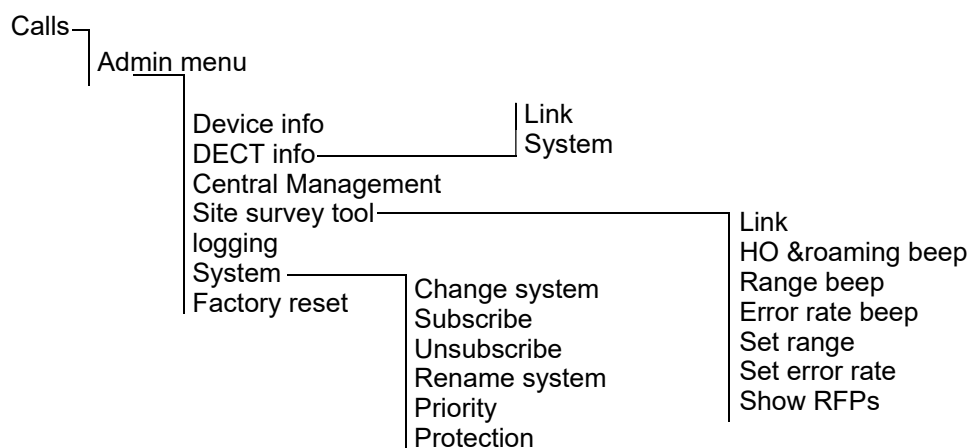 Calls
Admin menu
Device info
DECT info
Central Management
Site survey tool
logging
System
Factory reset
Link
System
Link
HO &roaming beep
Range beep
Error rate beep
Set range
Set error rate
Show RFPs
Change system
Subscribe
Unsubscribe
Rename system
Priority
Protection